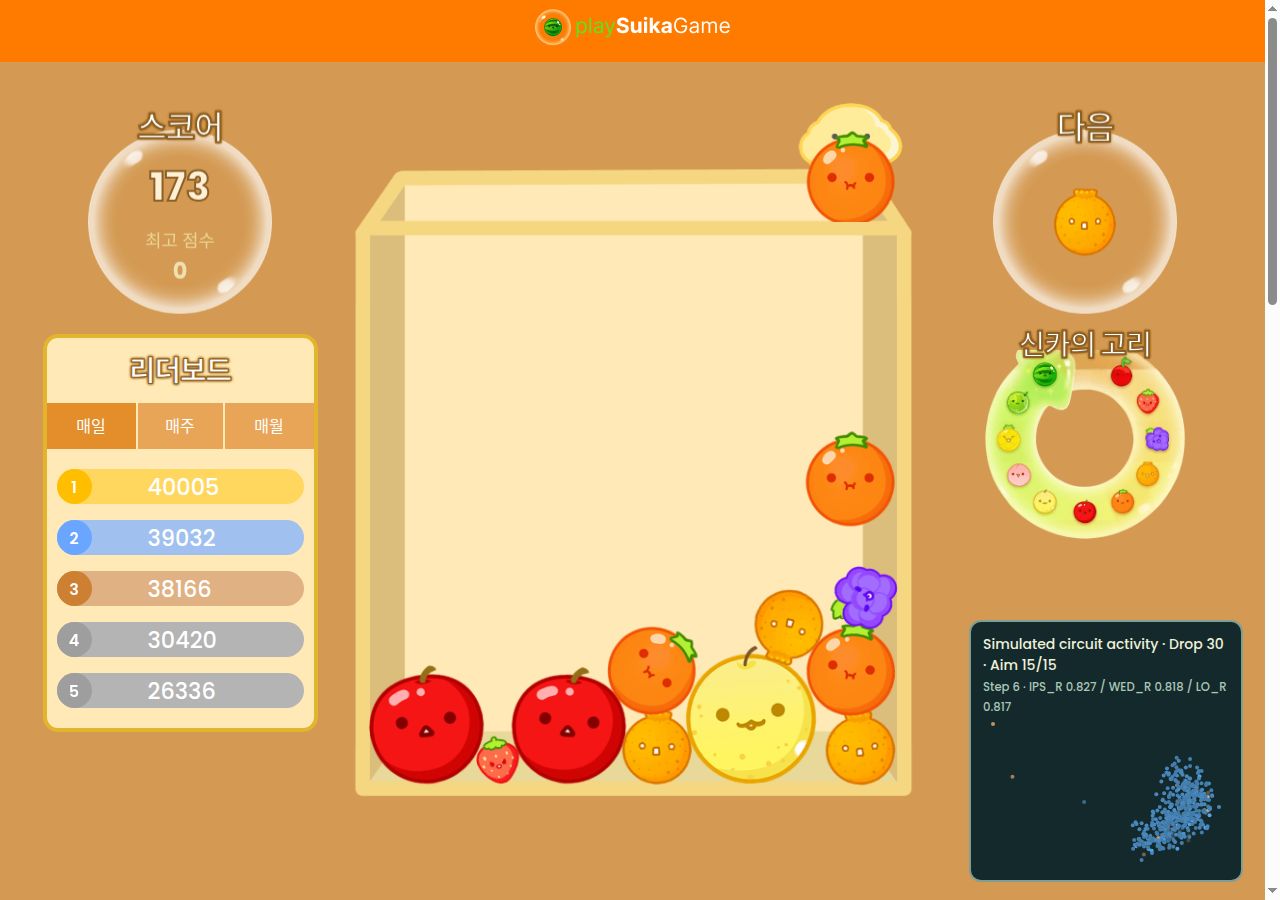 playSuikaGame
스코어
173
최고 점수
0
다음
리더보드
매일 매주 매월
1 40005
2 39032
3 38166
4 30420
5 26336
신카의 고리
Simulated circuit activity · Drop 30
· Aim 15/15
Step 6 · IPS_R 0.827 / WED_R 0.818 / LO_R
0.817